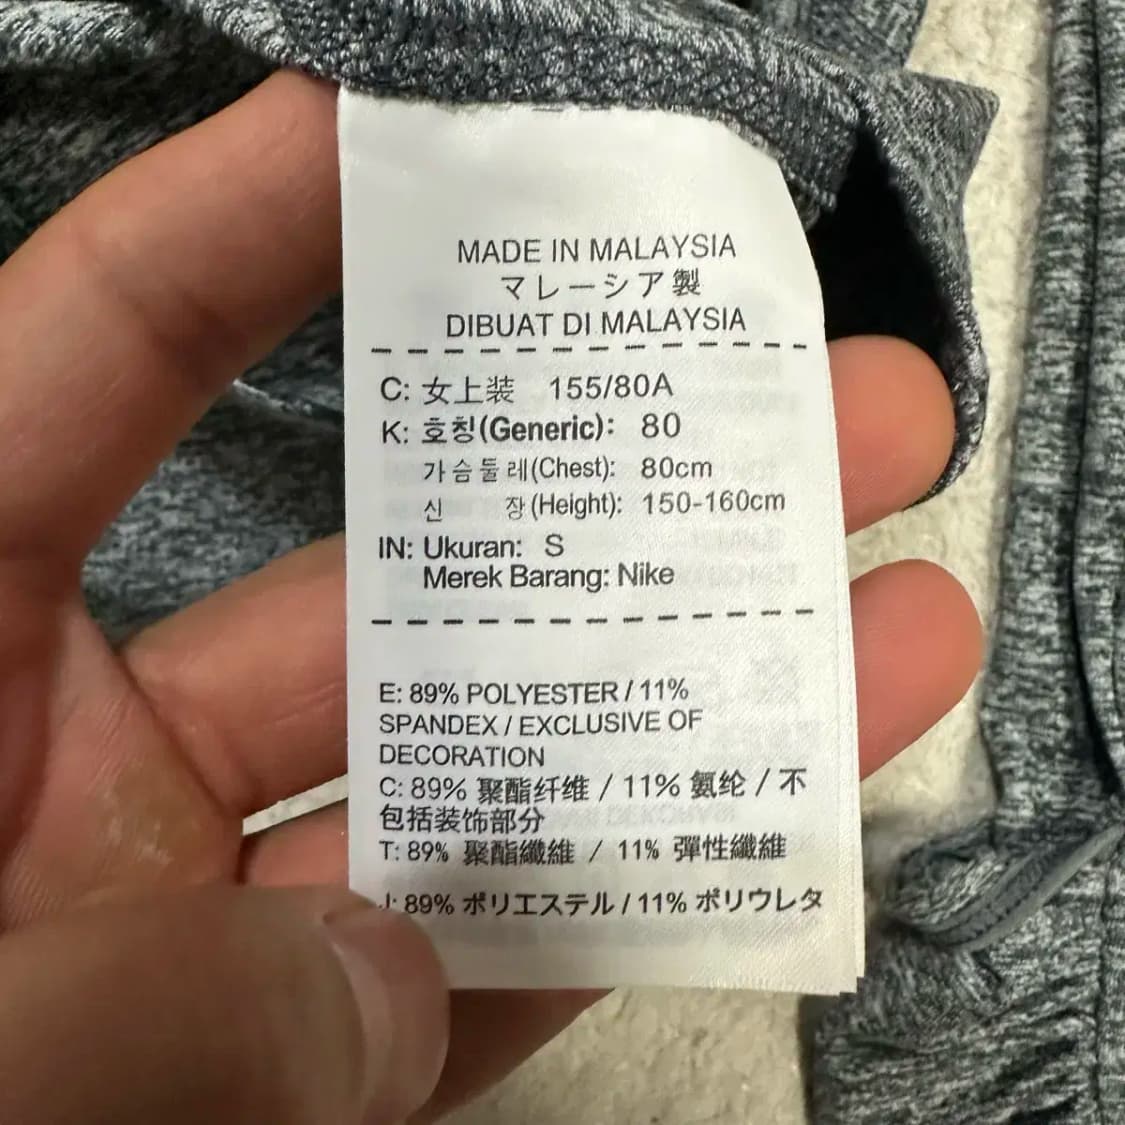 MADE IN MALAYSIA
マレーシア製
DIBUAT DI MALAYSIA
C: 女上装 155/80A
K: 호칭(Generic): 80
가슴둘레(Chest): 80cm
신 장(Height): 150-160cm
IN: Ukuran: S
Merek Barang: Nike
E: 89% POLYESTER / 11%
SPANDEX / EXCLUSIVE OF
DECORATION
C: 89% 聚酯纤维 / 11% 氨纶 / 不
包括装饰部分
T: 89% 聚酯纖維 / 11% 彈性纖維
J: 89% ポリエステル / 11% ポリウレタ